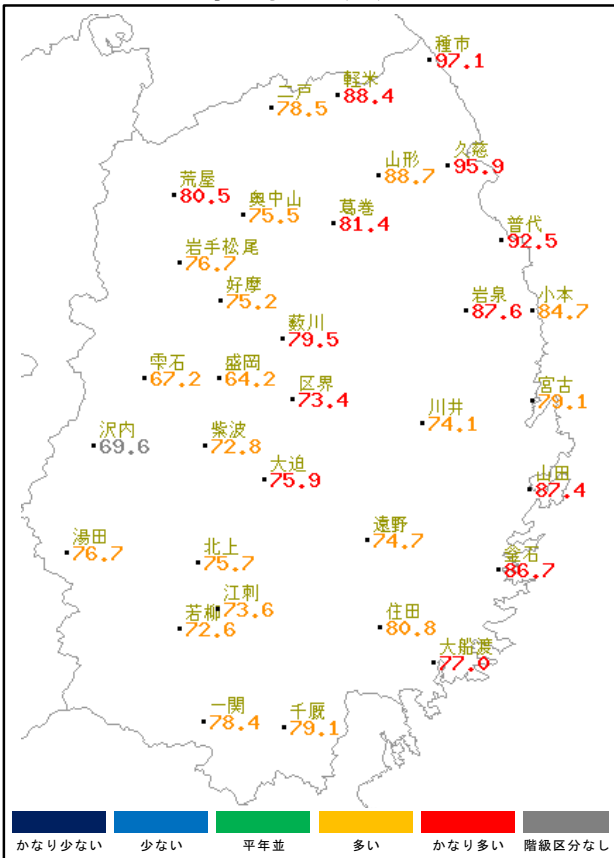 種市
97.1
軽米
88.4
二戸
78.5
久慈
95.9
山形
88.7
荒屋
80.5
奥中山
75.5
葛巻
81.4
普代
92.5
岩手松尾
76.7
好摩
75.2
岩泉
87.6
小本
84.7
薮川
79.5
雫石
67.2
盛岡
64.2
区界
73.4
宮古
79.1
川井
74.1
沢内
69.6
紫波
72.8
大迫
75.9
山田
87.4
遠野
74.7
湯田
76.7
北上
75.7
釜石
86.7
江刺
73.6
若柳
72.6
住田
80.8
大船渡
77.0
一関
78.4
千厩
79.1
かなり少ない
少ない
平年並
多い
かなり多い
階級区分なし